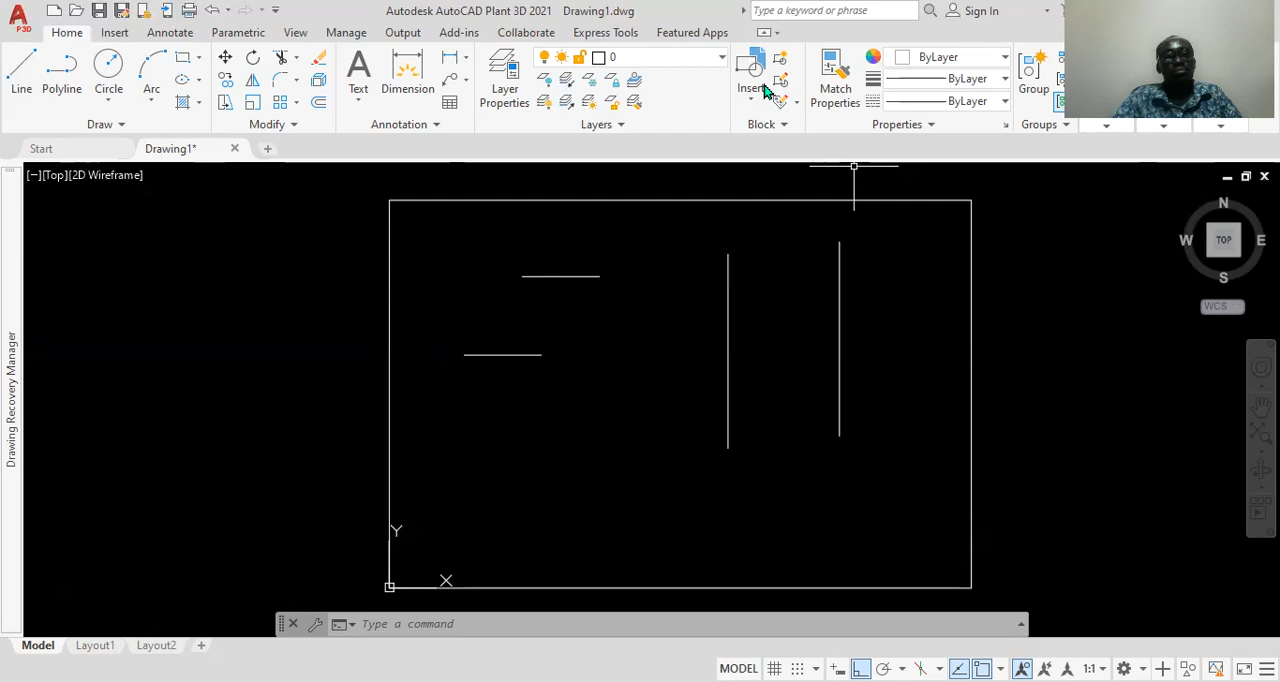 Autodesk AutoCAD Plant 3D 2021 Drawing1.dwg
Type a keyword or phrase
Sign In
P3D
Home Insert Annotate Parametric View Manage Output Add-ins Collaborate Express Tools Featured Apps
Line Polyline Circle Arc
Text Dimension
Layer
Properties
0
Insert
Match
Properties
ByLayer
ByLayer
ByLayer
Group
Draw Modify Annotation Layers Block Properties Groups
Start Drawing1*
[−][Top][2D Wireframe]
N
W TOP E
S
WCS
Drawing Recovery Manager
Y
X
Type a command
Model Layout1 Layout2
MODEL 1:1